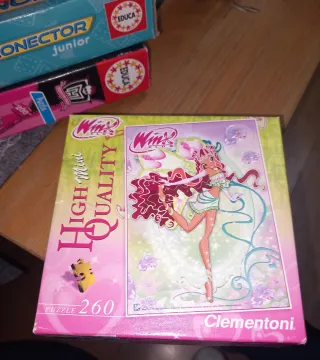 CONECTOR
junior
EDUCA
EDUCA
Winx
HIGH
Mini
QUALITY
PUZZLE 260
Winx
Clementoni